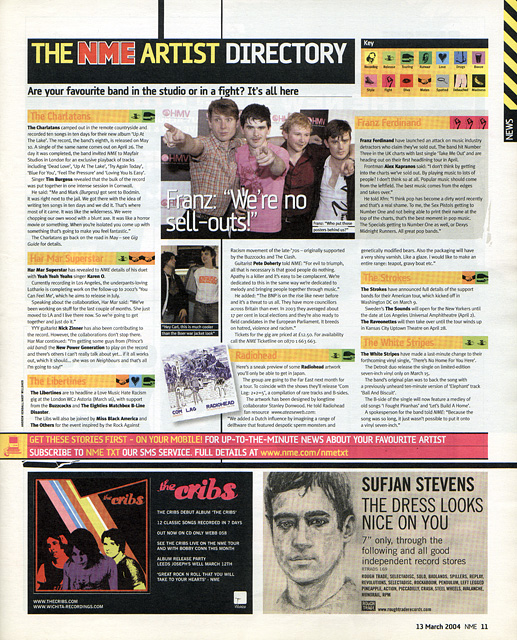 THE NME ARTIST DIRECTORY
Key
Are your favourite band in the studio or in a fight? It's all here
NEWS
The Charlatans
The Charlatans camped out in the remote countryside and
recorded ten songs in ten days for their new album 'Up At
The Lake'. The record, the band's eighth, is released on May
10. A single of the same name comes out on April 26. The
day it was completed, the band invited NME to Mayfair
Studios in London for an exclusive playback of tracks
including 'Dead Love', 'Up At The Lake', 'Try Again Today',
'Blue For You', 'Feel The Pressure' and 'Loving You Is Easy'.
Singer Tim Burgess revealed that the bulk of the record
was put together in one intense session in Cornwall.
He said: "Me and Mark (Burgess) got sent to Bodmin.
It was right next to the jail. We got there with the idea of
writing ten songs in ten days and we did it. That's where
most of it came. It was like the wilderness. We were
chopping our own wood with a blunt axe. It was like a horror
movie or something. When you're isolated you come up with
something that's going to make you feel fantastic."
The Charlatans go back on the road in May – see Gig
Guide for details.
Har Mar Superstar
Har Mar Superstar has revealed to NME details of his duet
with Yeah Yeah Yeahs singer Karen O.
Currently recording in Los Angeles, the underpants-loving
Lothario is completing work on the follow-up to 2002's 'You
Can Feel Me', which he aims to release in July.
Speaking about the collaboration, Har Mar said: "We've
been working on stuff for the last couple of months. She just
moved to LA and I live there now. So we're going to get
together and just do it."
YYY guitarist Nick Zinner has also been contributing to
the record. However, the collaborations don't stop there.
Har Mar continued: "I'm getting some guys from (Prince's
old band) the New Power Generation to play on the record
and there's others I can't really talk about yet... if it all works
out, which it should... she was on Neighbours and that's all
I'm going to say!"
The Libertines
The Libertines are to headline a Love Music Hate Racism
gig at the London WC2 Astoria (March 10), with support
from the Buzzcocks and The Eighties Matchbox B-Line
Disaster.
The Libs will also be joined by Miss Black America and
The Others for the event inspired by the Rock Against
HMV
Franz: "We're no
sell-outs!"
Franz: "Who put those
posters behind us?"
"Hey Carl, this is much cooler
than the Beer war jacket look"
COM LAG
RADIOHEAD
Racism movement of the late-'70s – originally supported
by the Buzzcocks and The Clash.
Guitarist Pete Doherty told NME: "For evil to triumph,
all that is necessary is that good people do nothing.
Apathy is a killer and it's easy to be complacent. We're
dedicated to this in the same way we're dedicated to
melody and bringing people together through music."
He added: "The BNP is on the rise like never before
and it's a threat to us all. They have more councillors
across Britain than ever. In 2003 they averaged about
17 per cent in local elections and they're also ready to
field candidates in the European Parliament. It breeds
on hatred, violence and racism."
Tickets for the gig are priced at £12.50. For availability
call the NME Ticketline on 0870 1 663 663.
Radiohead
Here's a sneak preview of some Radiohead artwork
you'll only be able to get in Japan.
The group are going to the Far East next month for
a tour. To coincide with the shows they'll release 'Com
Lag: 2+2=5', a compilation of rare tracks and B-sides.
The artwork has been designed by longtime
collaborator Stanley Donwood. He told Radiohead
fan resource www.ateaseweb.com:
"We added a Dutch influence by imagining a range of
delftware that featured despotic sperm monsters and
Franz Ferdinand
Franz Ferdinand have launched an attack on music industry
detractors who claim they've sold out. The band hit Number
Three in the UK charts with last single 'Take Me Out' and are
heading out on their first headlining tour in April.
Frontman Alex Kapranos said: "I don't think by getting
into the charts we've sold out. By playing music to lots of
people? I don't think so at all. Popular music should come
from the leftfield. The best music comes from the edges
and takes over."
He told Xfm: "I think pop has become a dirty word recently
and that's a real shame. To me, the Sex Pistols getting to
Number One and not being able to print their name at the
top of the charts, that's the best moment in pop music.
The Specials getting to Number One as well, or Dexys
Midnight Runners. All great pop bands."
genetically modified bears. Also the packaging will have
a very shiny varnish. Like a glaze. I would like to make an
entire range: teapot, gravy boat etc."
The Strokes
The Strokes have announced full details of the support
bands for their American tour, which kicked off in
Washington DC on March 9.
Sweden's The Sounds will open for the New Yorkers until
the date at Los Angeles Universal Amphitheatre (April 2).
The Raveonettes will then take over until the tour winds up
in Kansas City Uptown Theatre on April 28.
The White Stripes
The White Stripes have made a last-minute change to their
forthcoming vinyl single, 'There's No Home For You Here'.
The Detroit duo release the single on limited-edition
seven-inch vinyl only on March 15.
The band's original plan was to back the song with
a previously unheard two-minute version of 'Elephant' track
'Ball And Biscuit'.
The B-side of the single will now feature a medley of
old songs 'I Fought Piranhas' and 'Let's Build A Home'.
A spokesperson for the band told NME: "Because the
song was so long, it just wasn't possible to put it onto
a vinyl seven-inch."
GET THESE STORIES FIRST – ON YOUR MOBILE! FOR UP-TO-THE-MINUTE NEWS ABOUT YOUR FAVOURITE ARTIST
SUBSCRIBE TO NME TXT OUR SMS SERVICE. FULL DETAILS AT www.nme.com/nmetxt
the cribs
WWW.THECRIBS.COM
WWW.WICHITA-RECORDINGS.COM
the cribs
THE CRIBS DEBUT ALBUM 'THE CRIBS'
12 CLASSIC SONGS RECORDED IN 7 DAYS
OUT NOW ON CD ONLY WEBB 058
SEE THE CRIBS LIVE ON THE NME TOUR
AND WITH BOBBY CONN THIS MONTH
ALBUM RELEASE PARTY
LEEDS JOSEPH'S WELL MARCH 12TH
'GREAT ROCK N ROLL THAT YOU WILL
TAKE TO YOUR HEARTS' - NME
SUFJAN STEVENS
THE DRESS LOOKS
NICE ON YOU
7" only, through the
following and all good
independent record stores
RTRADS 169
ROUGH TRADE, SELECTADISC, SOLO, BADLANDS, SPILLERS, REPLAY,
REVOLUTIONS, SELECTADISC, ROCKABOOM, PENDULUM, LEFT LEGGED
PINEAPPLE, ACTION, PICCADILLY, CRASH, STEEL WHEELS, AVALANCHE,
MONORAIL, RPM
www.roughtraderecords.com
13 March 2004 NME 11